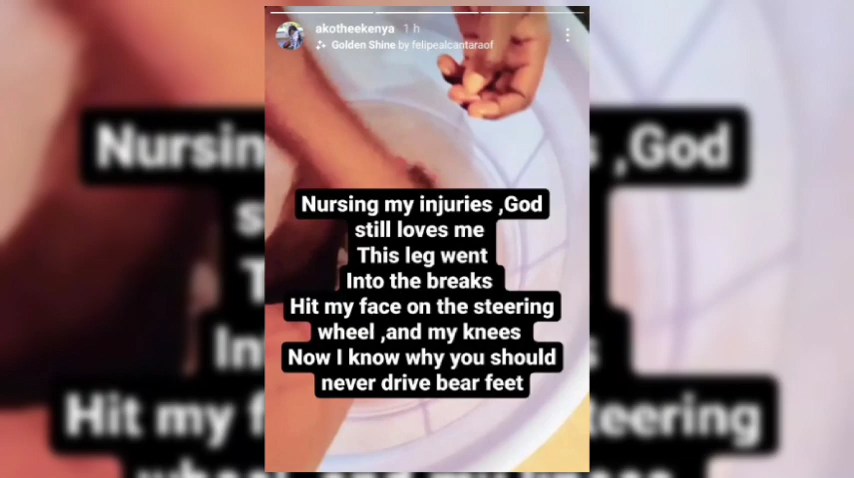 akotheekenya 1 h
Golden Shine by felipealcantaraof
Nursing my injuries ,God
still loves me
This leg went
Into the breaks
Hit my face on the steering
wheel ,and my knees
Now I know why you should
never drive bear feet